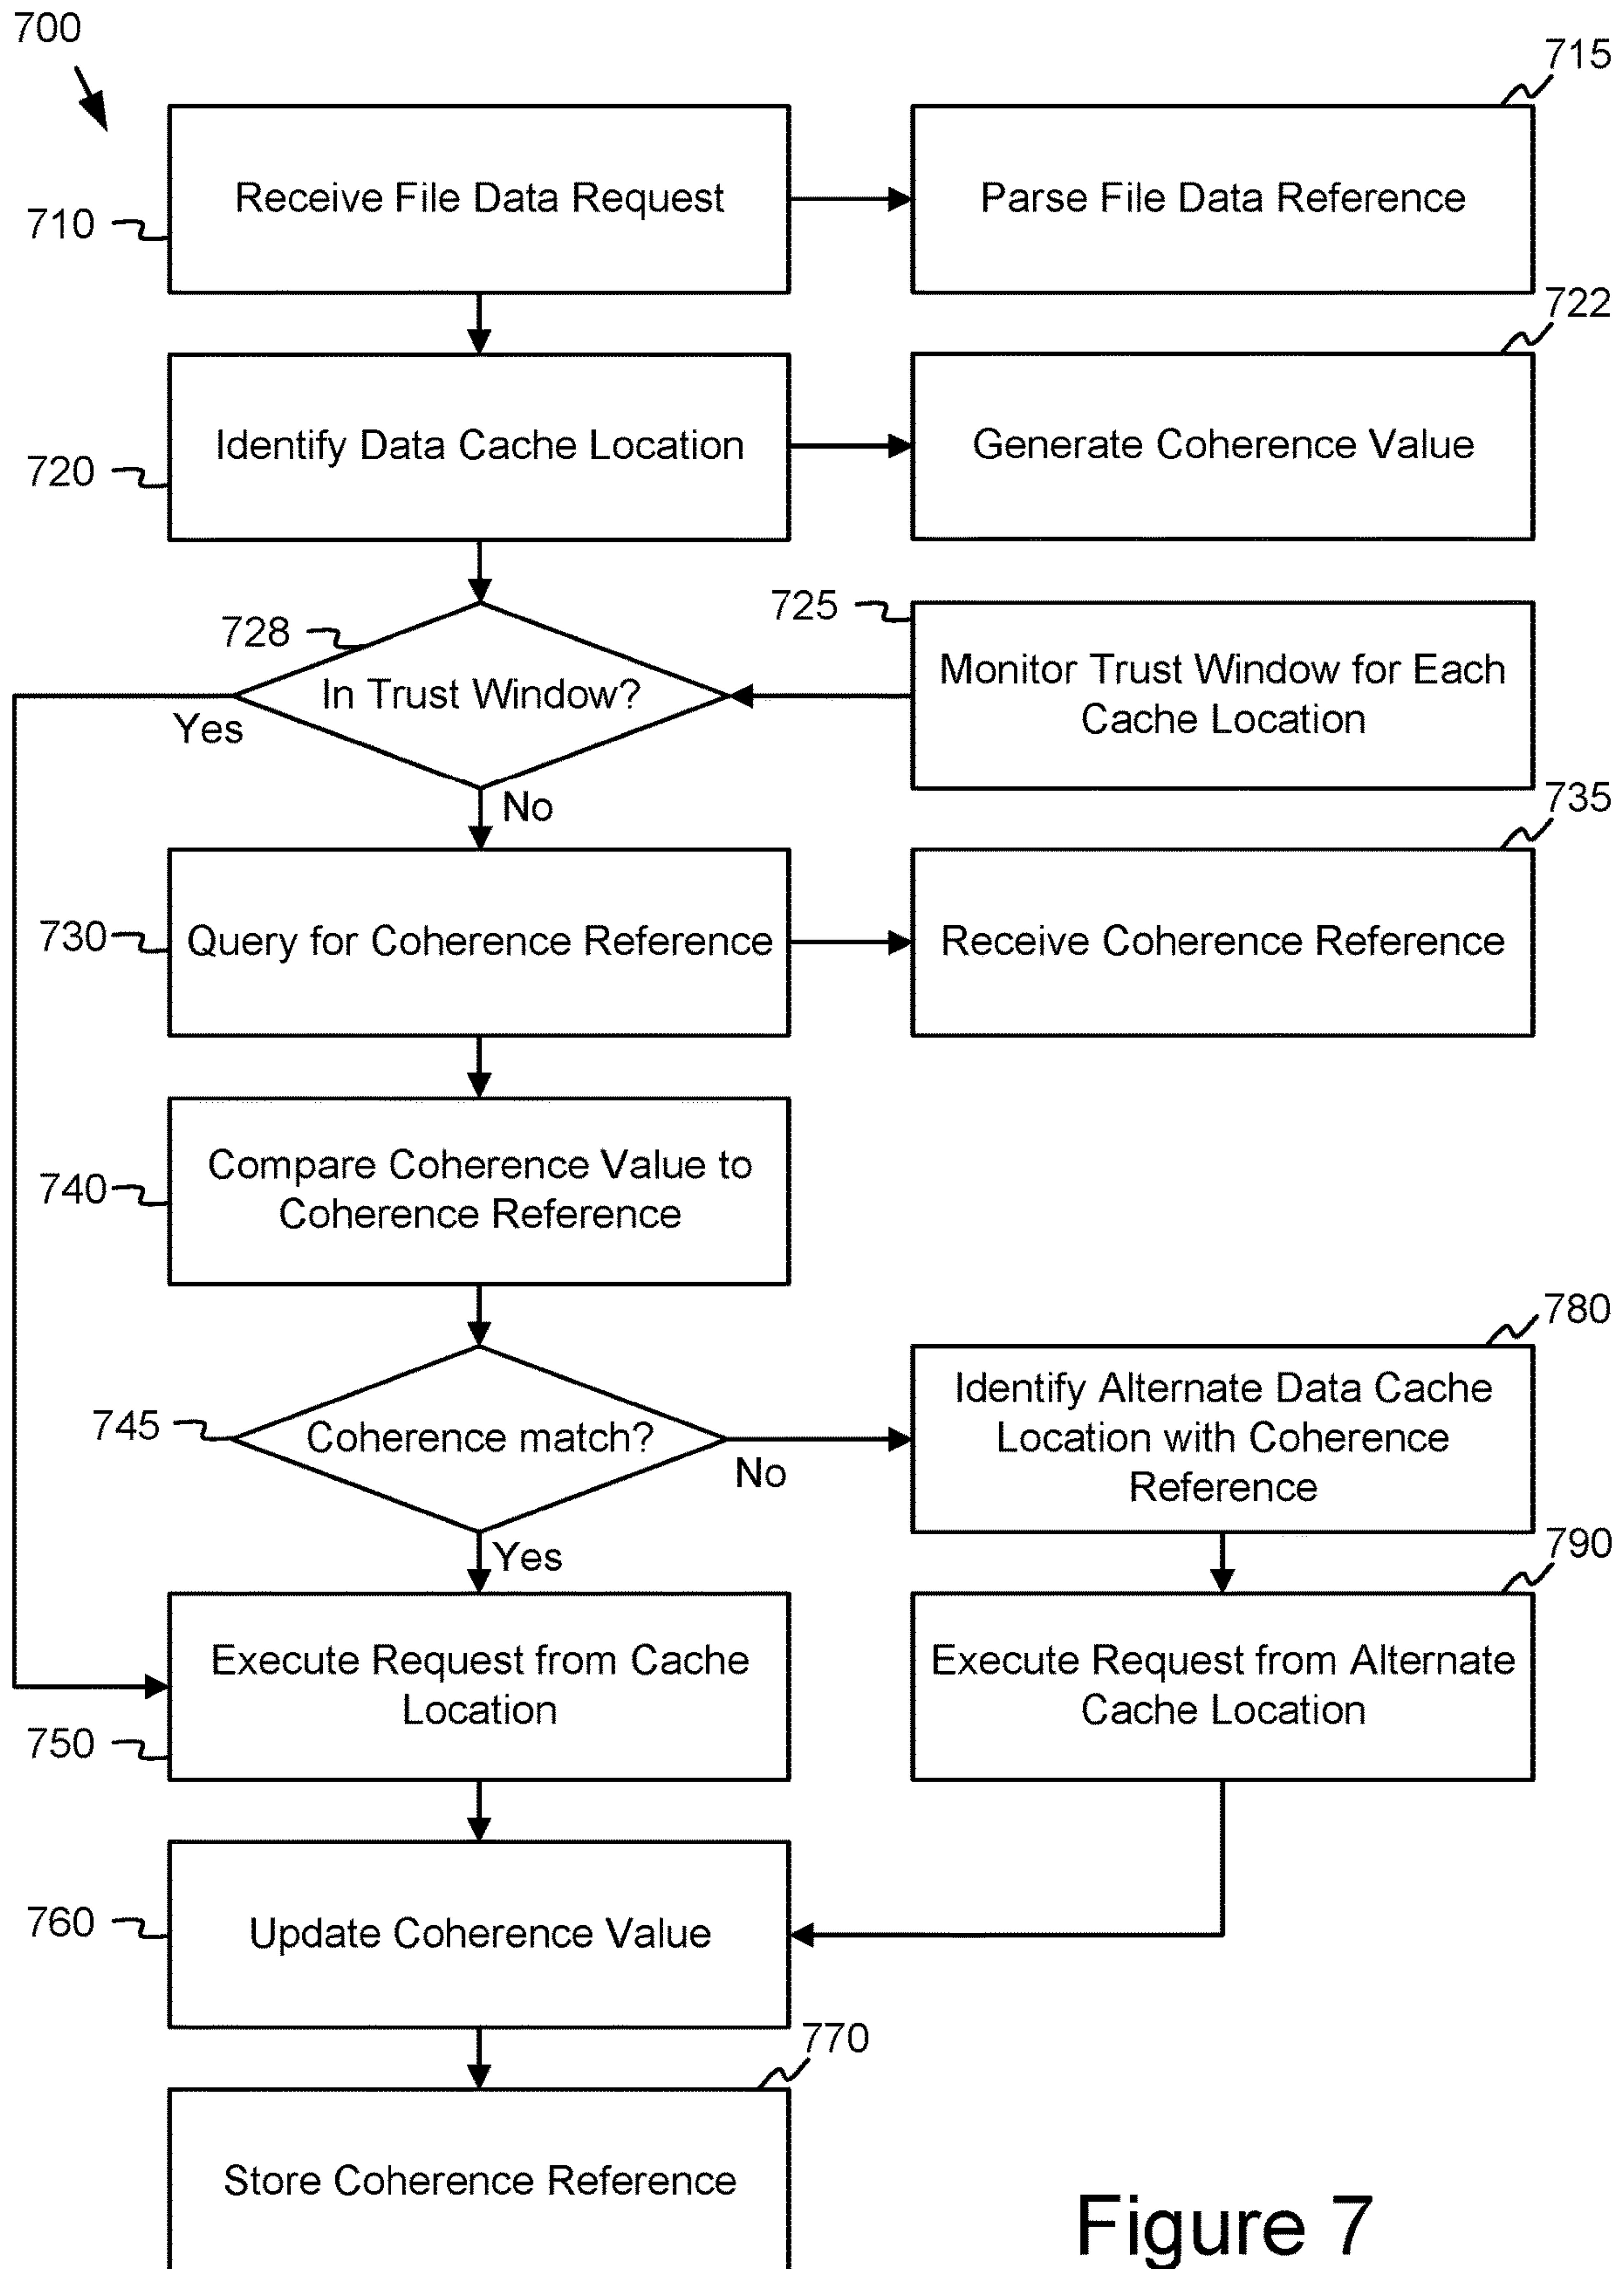 700
715
Receive File Data Request
Parse File Data Reference
710
722
Identify Data Cache Location
Generate Coherence Value
720
725
728
Monitor Trust Window for Each
Cache Location
In Trust Window?
Yes
No
735
730
Query for Coherence Reference
Receive Coherence Reference
Compare Coherence Value to
Coherence Reference
740
780
Identify Alternate Data Cache
Location with Coherence
Reference
745
Coherence match?
No
Yes
790
Execute Request from Cache
Location
Execute Request from Alternate
Cache Location
750
760
Update Coherence Value
770
Store Coherence Reference
Figure 7